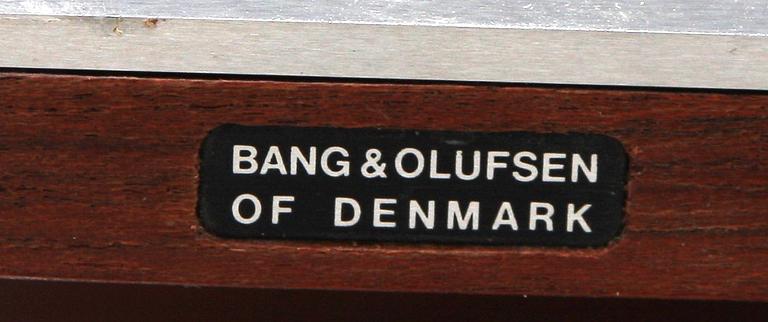 BANG & OLUFSEN
OF DENMARK